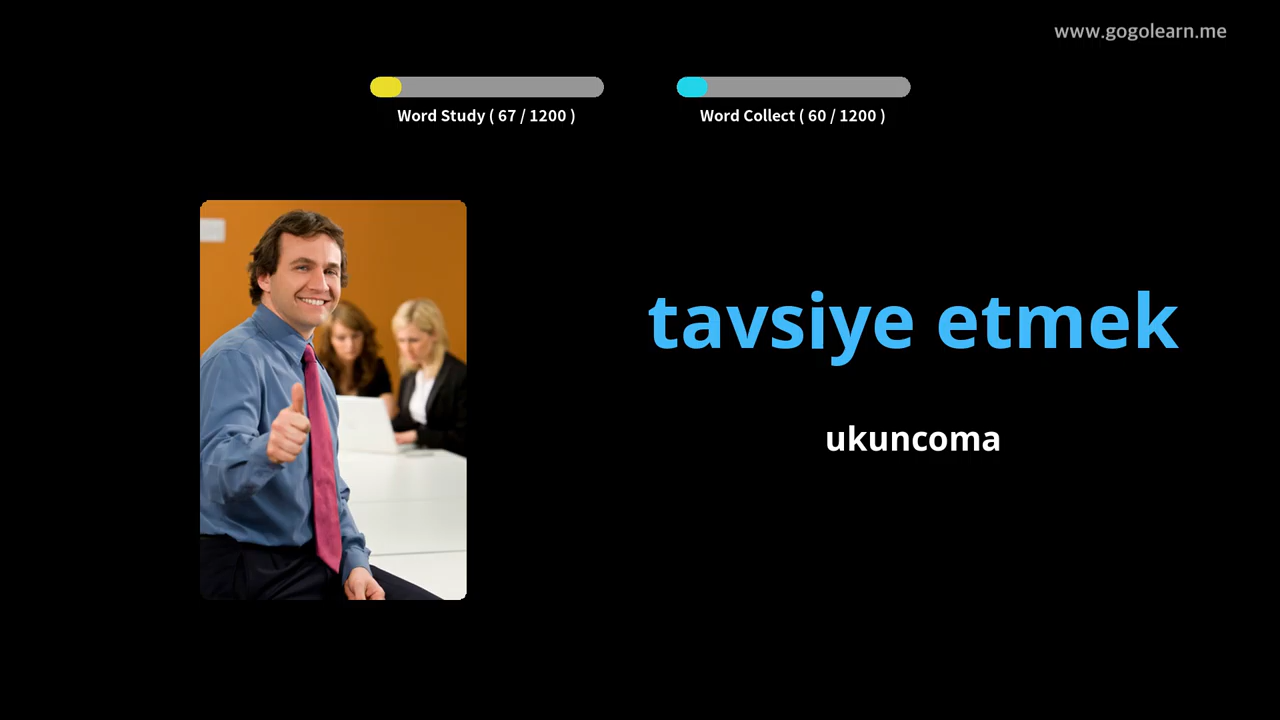 www.gogolearn.me
Word Study ( 67 / 1200 )
Word Collect ( 60 / 1200 )
tavsiye etmek
ukuncoma